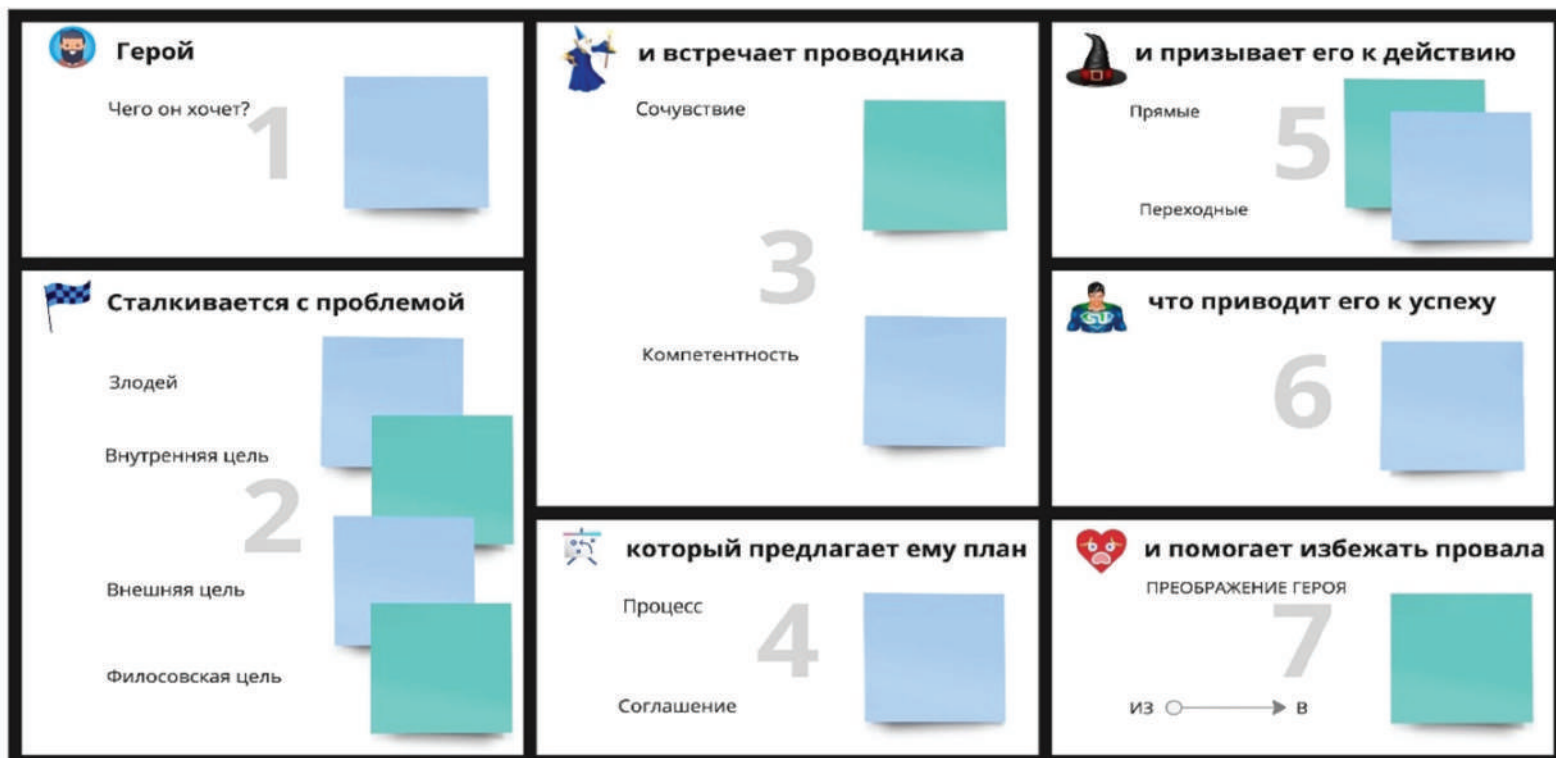 Герой
Чего он хочет?
1
Сталкивается с проблемой
Злодей
Внутренняя цель
2
Внешняя цель
Филосовская цель
и встречает проводника
Сочувствие
3
Компетентность
который предлагает ему план
Процесс
4
Соглашение
и призывает его к действию
Прямые
5
Переходные
что приводит его к успеху
6
и помогает избежать провала
ПРЕОБРАЖЕНИЕ ГЕРОЯ
7
ИЗ В